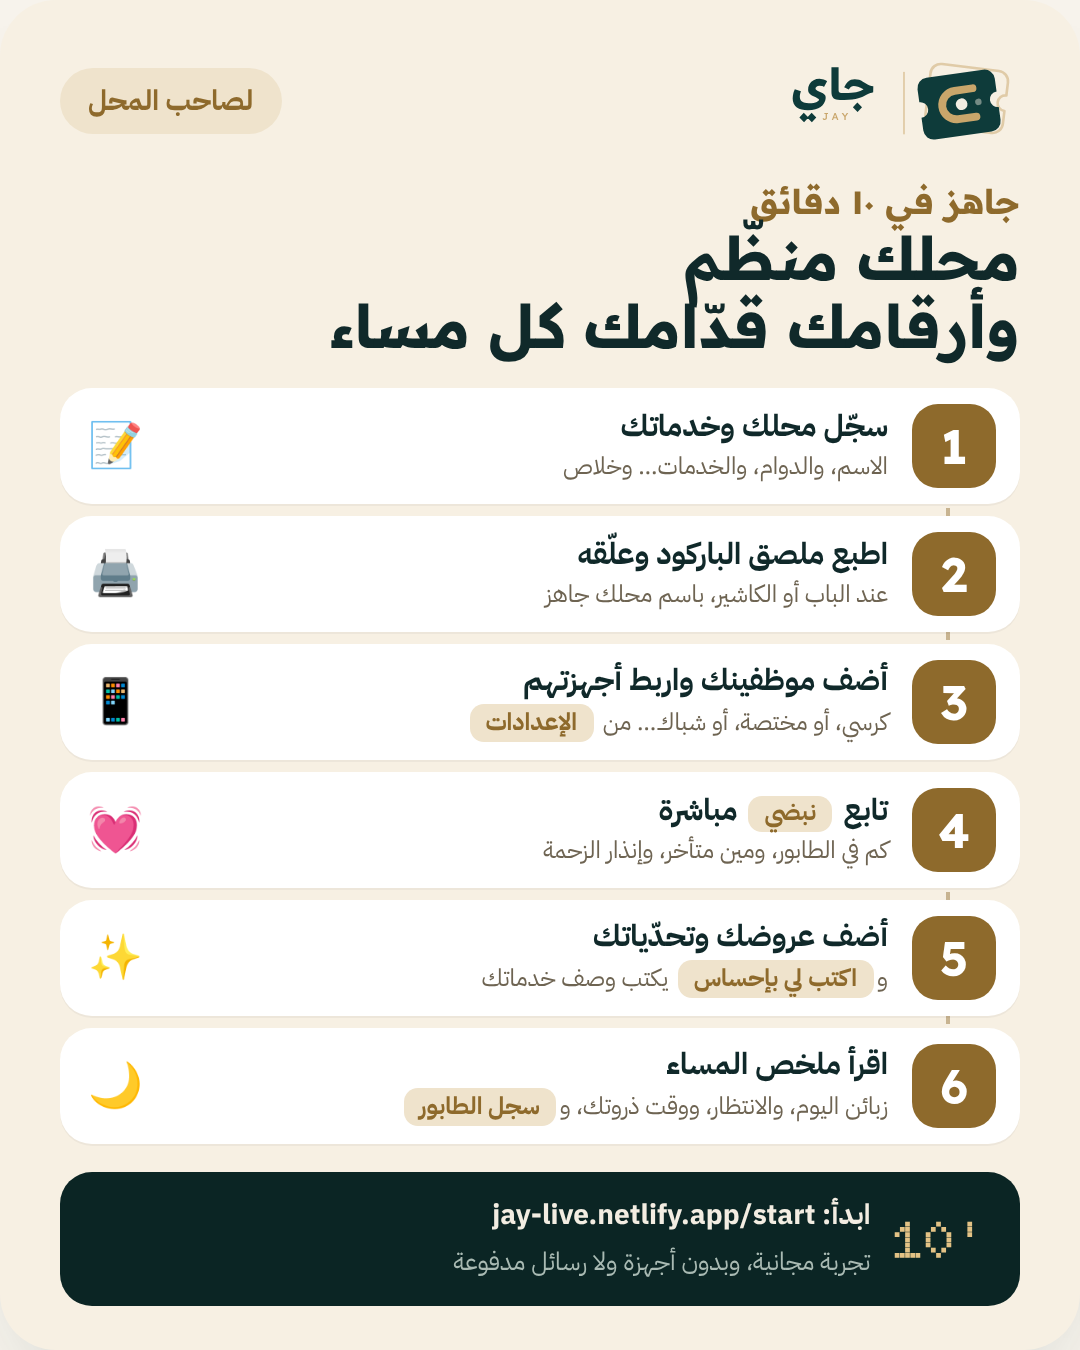 جاي
JAY
لصاحب المحل
جاهز في ١٠ دقائق
محلك منظّم
وأرقامك قدّامك كل مساء
1
سجّل محلك وخدماتك
الاسم، والدوام، والخدمات... وخلاص
2
اطبع ملصق الباركود وعلّقه
عند الباب أو الكاشير، باسم محلك جاهز
3
أضف موظفينك واربط أجهزتهم
كرسي، أو مختصة، أو شباك... من الإعدادات
4
تابع نبضي مباشرة
كم في الطابور، ومين متأخر، وإنذار الزحمة
5
أضف عروضك وتحدّياتك
و اكتب لي بإحساس يكتب وصف خدماتك
6
اقرأ ملخص المساء
زبائن اليوم، والانتظار، ووقت ذروتك، و سجل الطابور
10'
ابدأ: jay-live.netlify.app/start
تجربة مجانية، وبدون أجهزة ولا رسائل مدفوعة